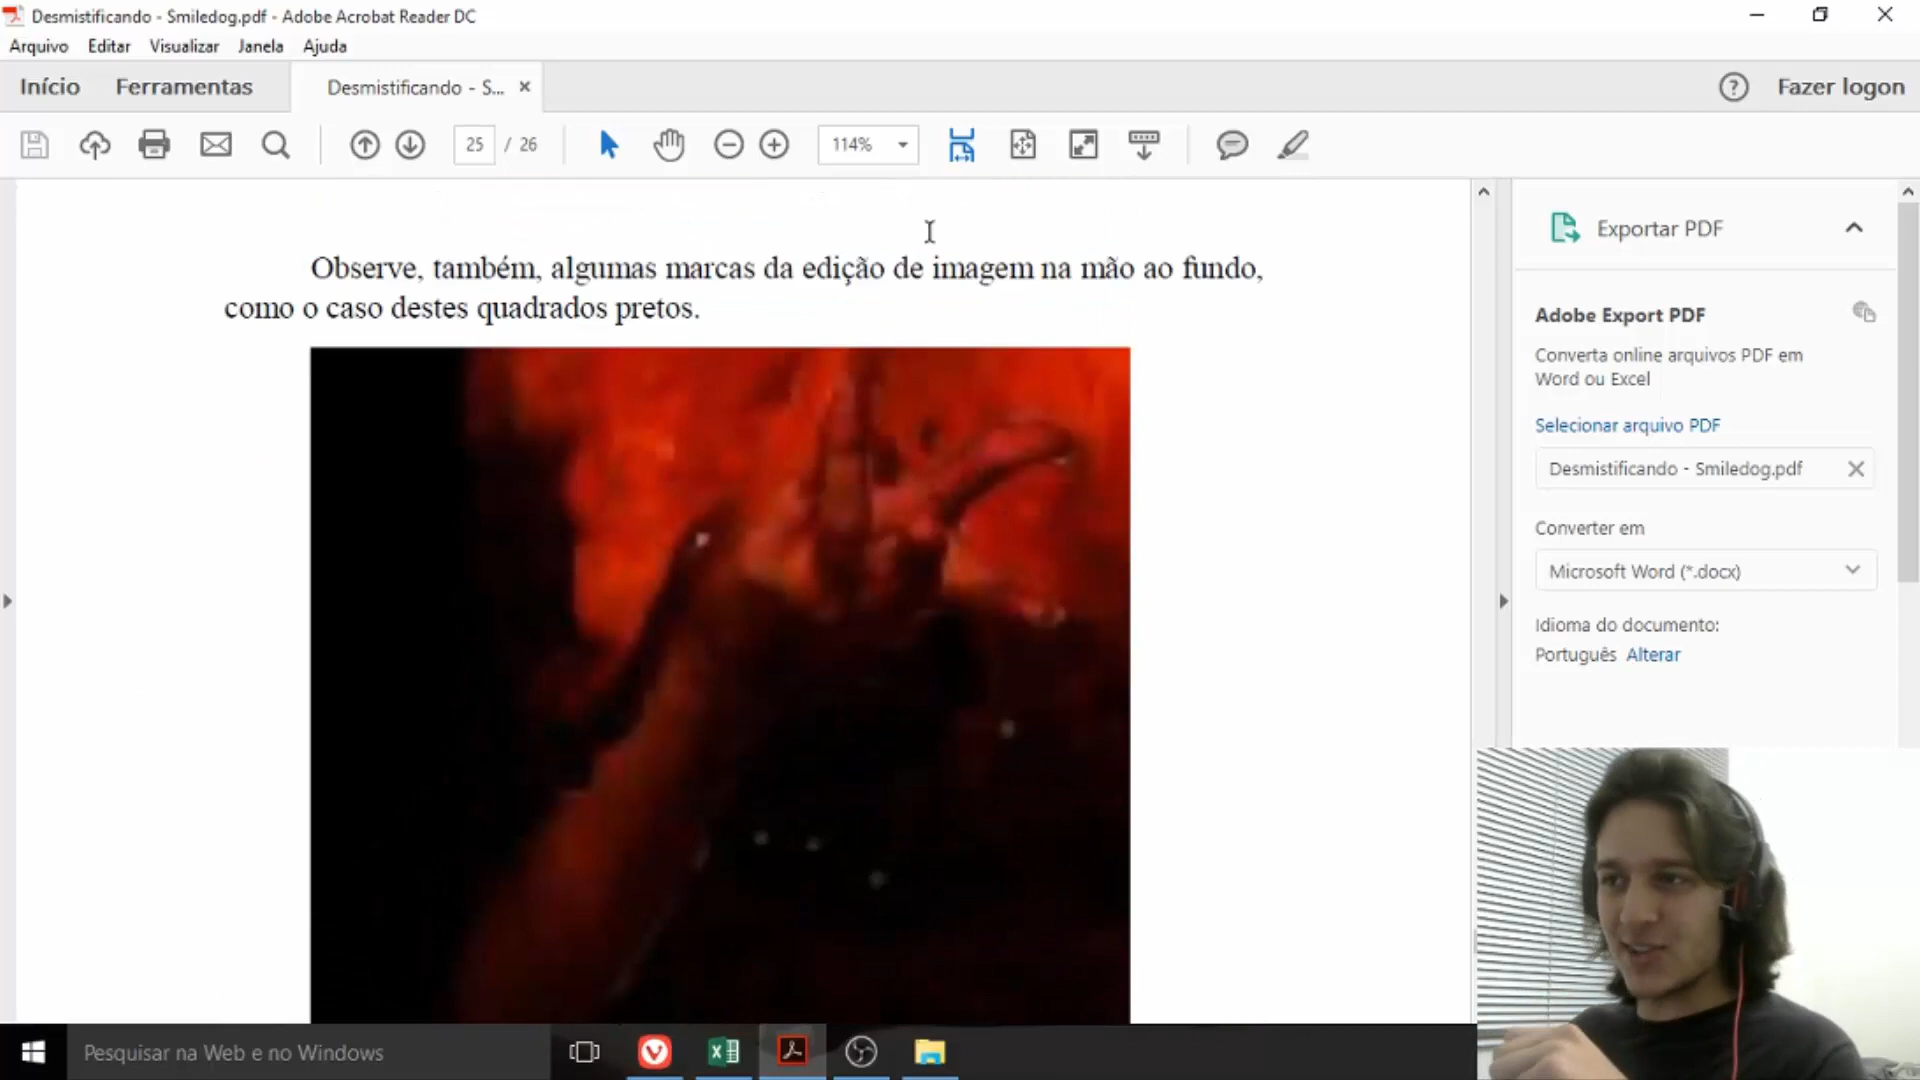 Desmistificando - Smiledog.pdf - Adobe Acrobat Reader DC
Arquivo Editar Visualizar Janela Ajuda
Início Ferramentas Desmistificando - S... Fazer logon
25 / 26 114%
Observe, também, algumas marcas da edição de imagem na mão ao fundo,
como o caso destes quadrados pretos.
Exportar PDF
Adobe Export PDF
Converta online arquivos PDF em
Word ou Excel
Selecionar arquivo PDF
Desmistificando - Smiledog.pdf
Converter em
Microsoft Word (*.docx)
Idioma do documento:
Português Alterar
Pesquisar na Web e no Windows